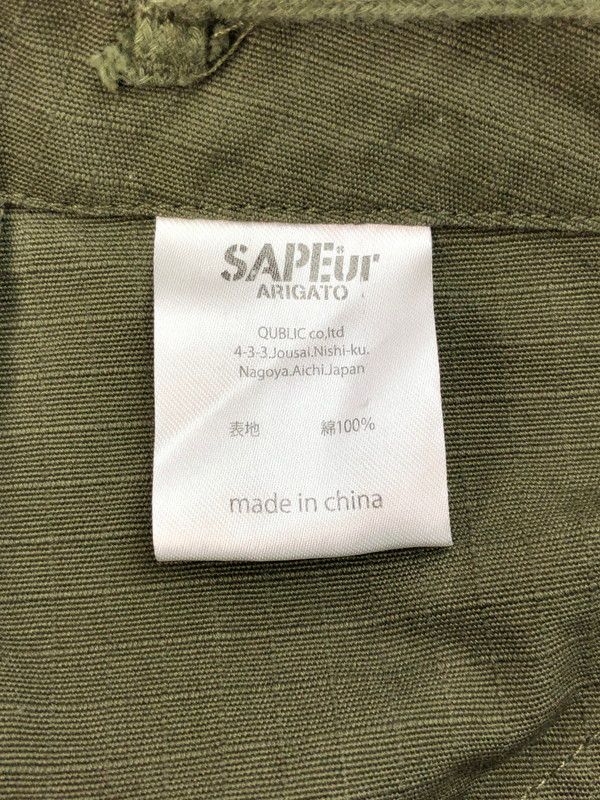 SAPEur
ARIGATO
QUBLIC co,ltd
4-3-3.Jousai.Nishi-ku.
Nagoya.Aichi.Japan
表地 綿100%
made in china